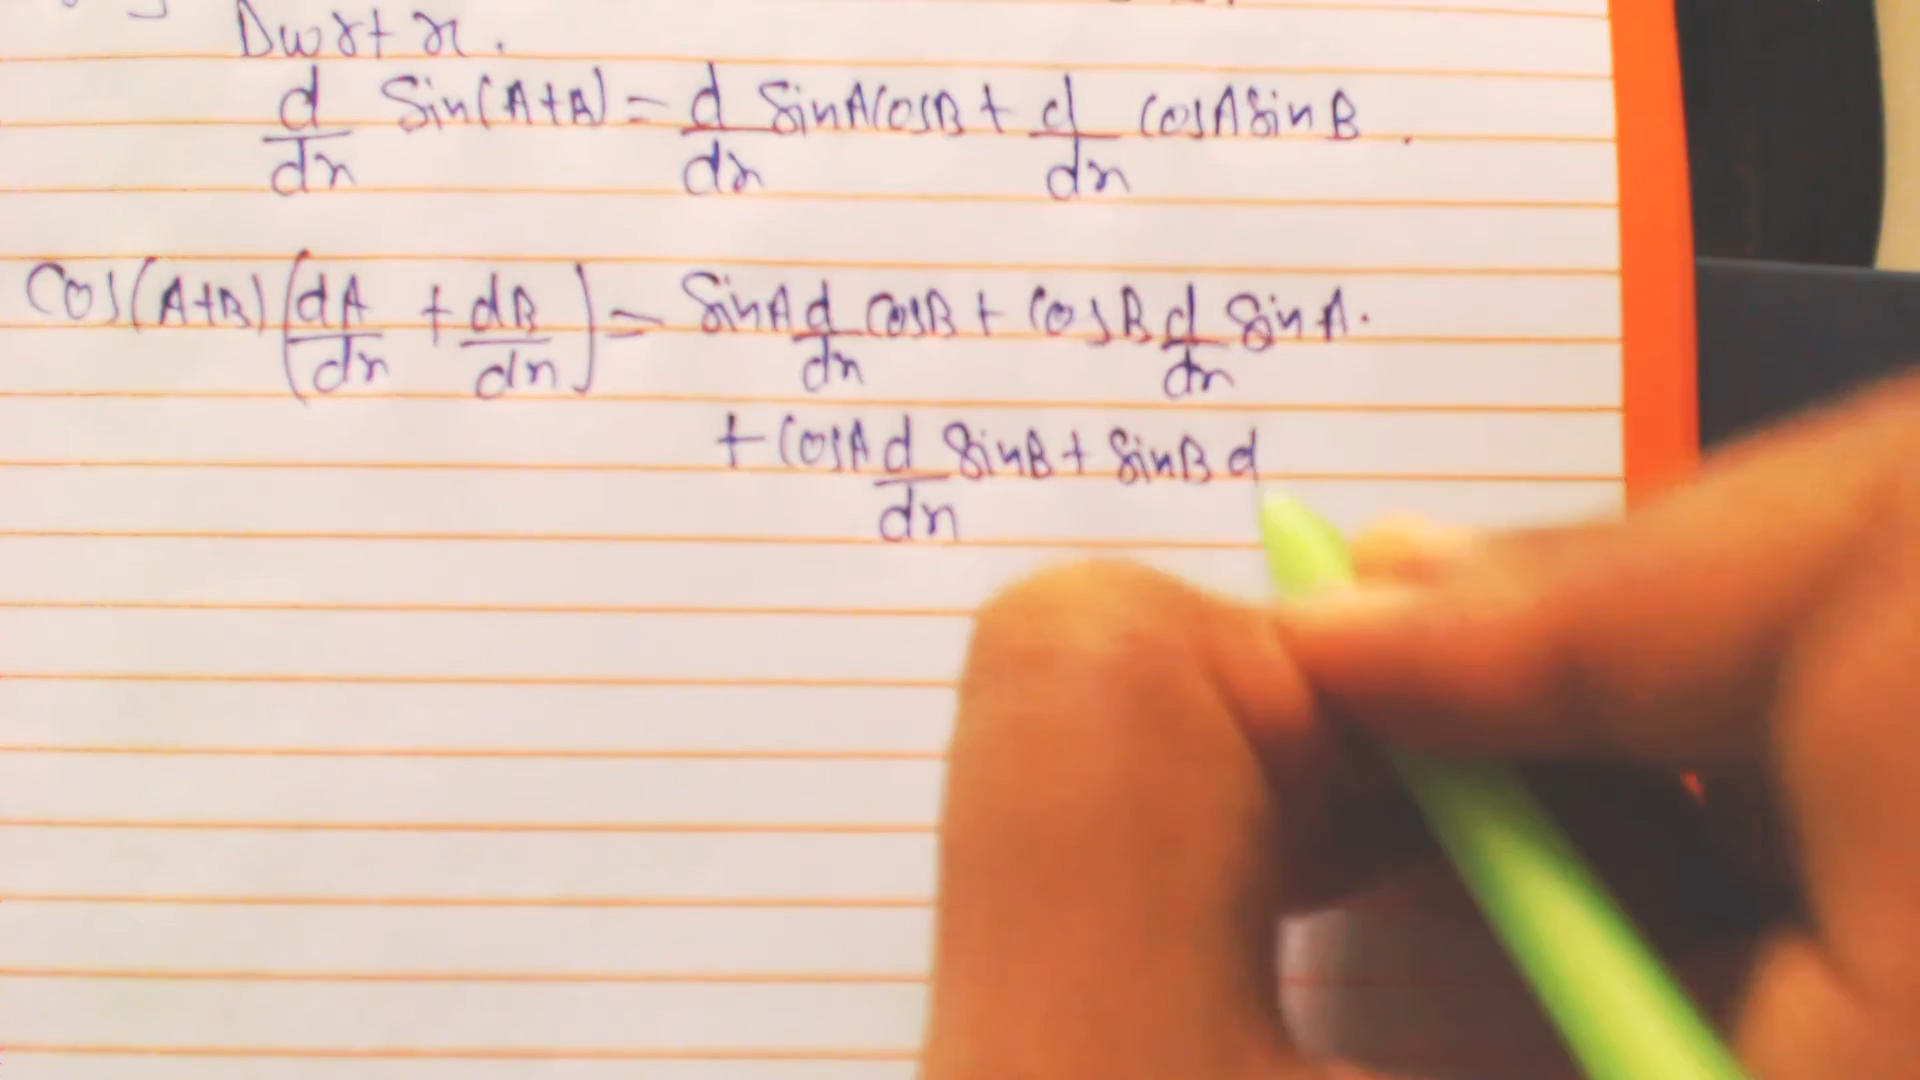 Dwrt x.
d/dx Sin(A+B) = d/dx SinACosB + d/dx CosASinB.
Cos(A+B) (dA/dx + dB/dx) = SinA d/dx CosB + CosB d/dx SinA.
+ CosA d/dx SinB + SinB d